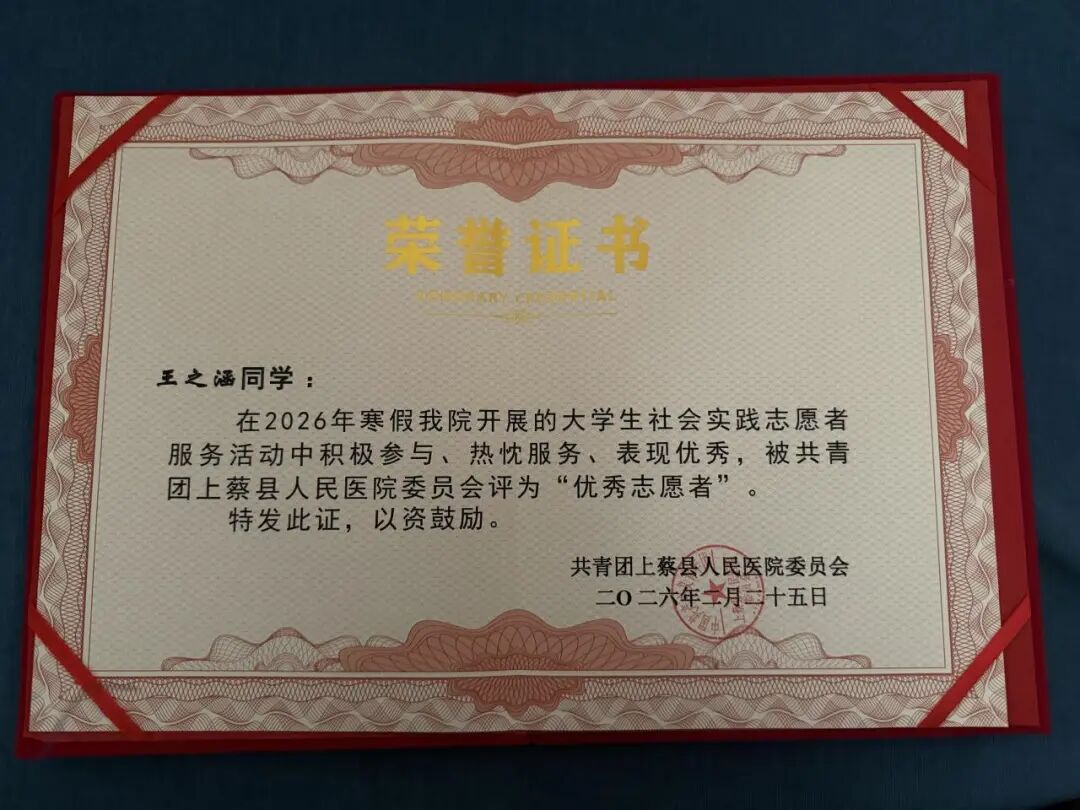 荣誉证书
HONORARY CREDENTIAL
王之涵同学：
在2026年寒假我院开展的大学生社会实践志愿者
服务活动中积极参与、热忱服务、表现优秀，被共青
团上蔡县人民医院委员会评为“优秀志愿者”。
特发此证，以资鼓励。
共青团上蔡县人民医院委员会
二O二六年二月二十五日